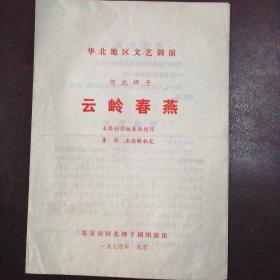 华北地区文艺调演
河北梆子
云岭春燕
本团创作组集体创作
北京市河北梆子剧团演出
一九七四年 北京